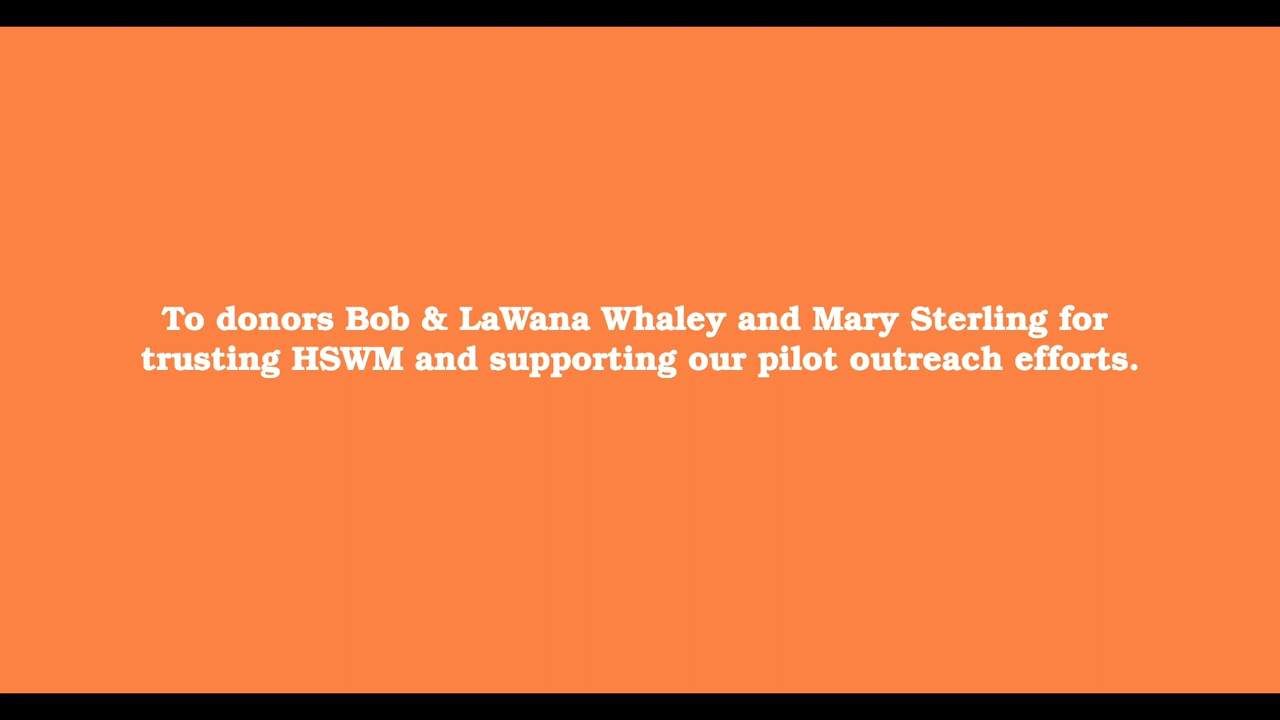 To donors Bob & LaWana Whaley and Mary Sterling for
trusting HSWM and supporting our pilot outreach efforts.